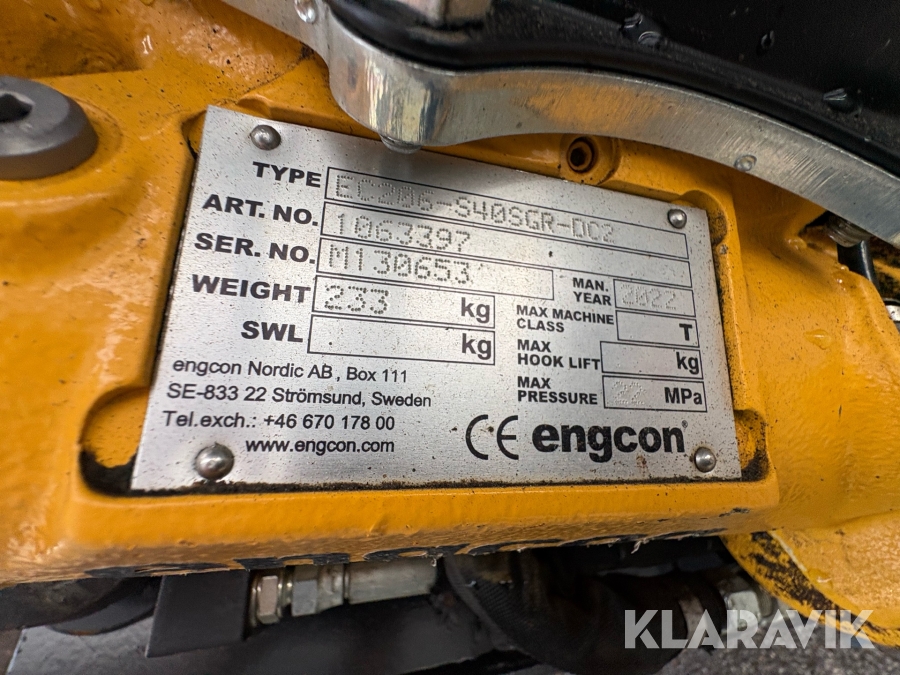 TYPE EC206-S40SGR-DC2
ART. NO. 1063397
SER. NO. M130653
MAN. YEAR 2022
WEIGHT 233 kg
MAX MACHINE CLASS T
SWL kg
MAX HOOK LIFT kg
MAX PRESSURE MPa
engcon Nordic AB, Box 111
SE-833 22 Strömsund, Sweden
Tel.exch.: +46 670 178 00
www.engcon.com
CE engcon®
KLARAVIK